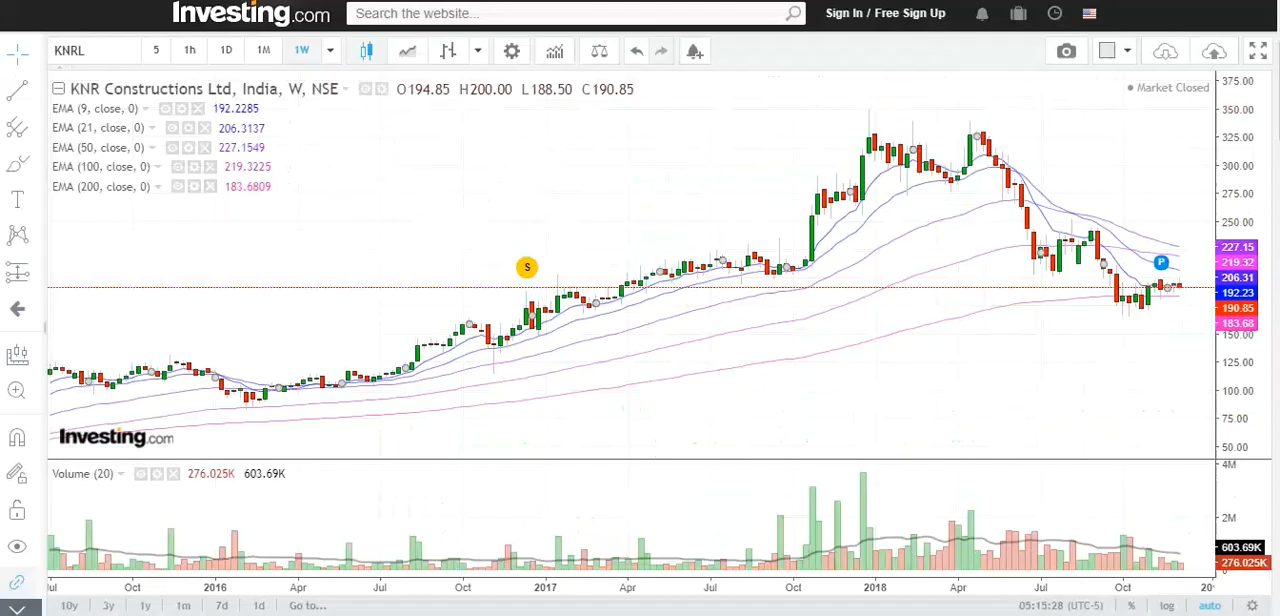 Investing.com Search the website... Sign In / Free Sign Up
KNRL 5 1h 1D 1M 1W
KNR Constructions Ltd, India, W, NSE O194.85 H200.00 L188.50 C190.85
Market Closed
EMA (9, close, 0) 192.2285
EMA (21, close, 0) 206.3137
EMA (50, close, 0) 227.1549
EMA (100, close, 0) 219.3225
EMA (200, close, 0) 183.6809
375.00
350.00
325.00
300.00
275.00
250.00
227.15
219.32
206.31
192.23
190.85
183.68
150.00
125.00
100.00
75.00
50.00
S
P
T
Investing.com
Volume (20) 276.025K 603.69K
4M
2M
603.69K
276.025K
Oct 2016 Apr Jul Oct 2017 Apr Jul Oct 2018 Apr Jul Oct
10y 3y 1y 1m 7d 1d Go to... 05:15:28 (UTC-5) % log auto